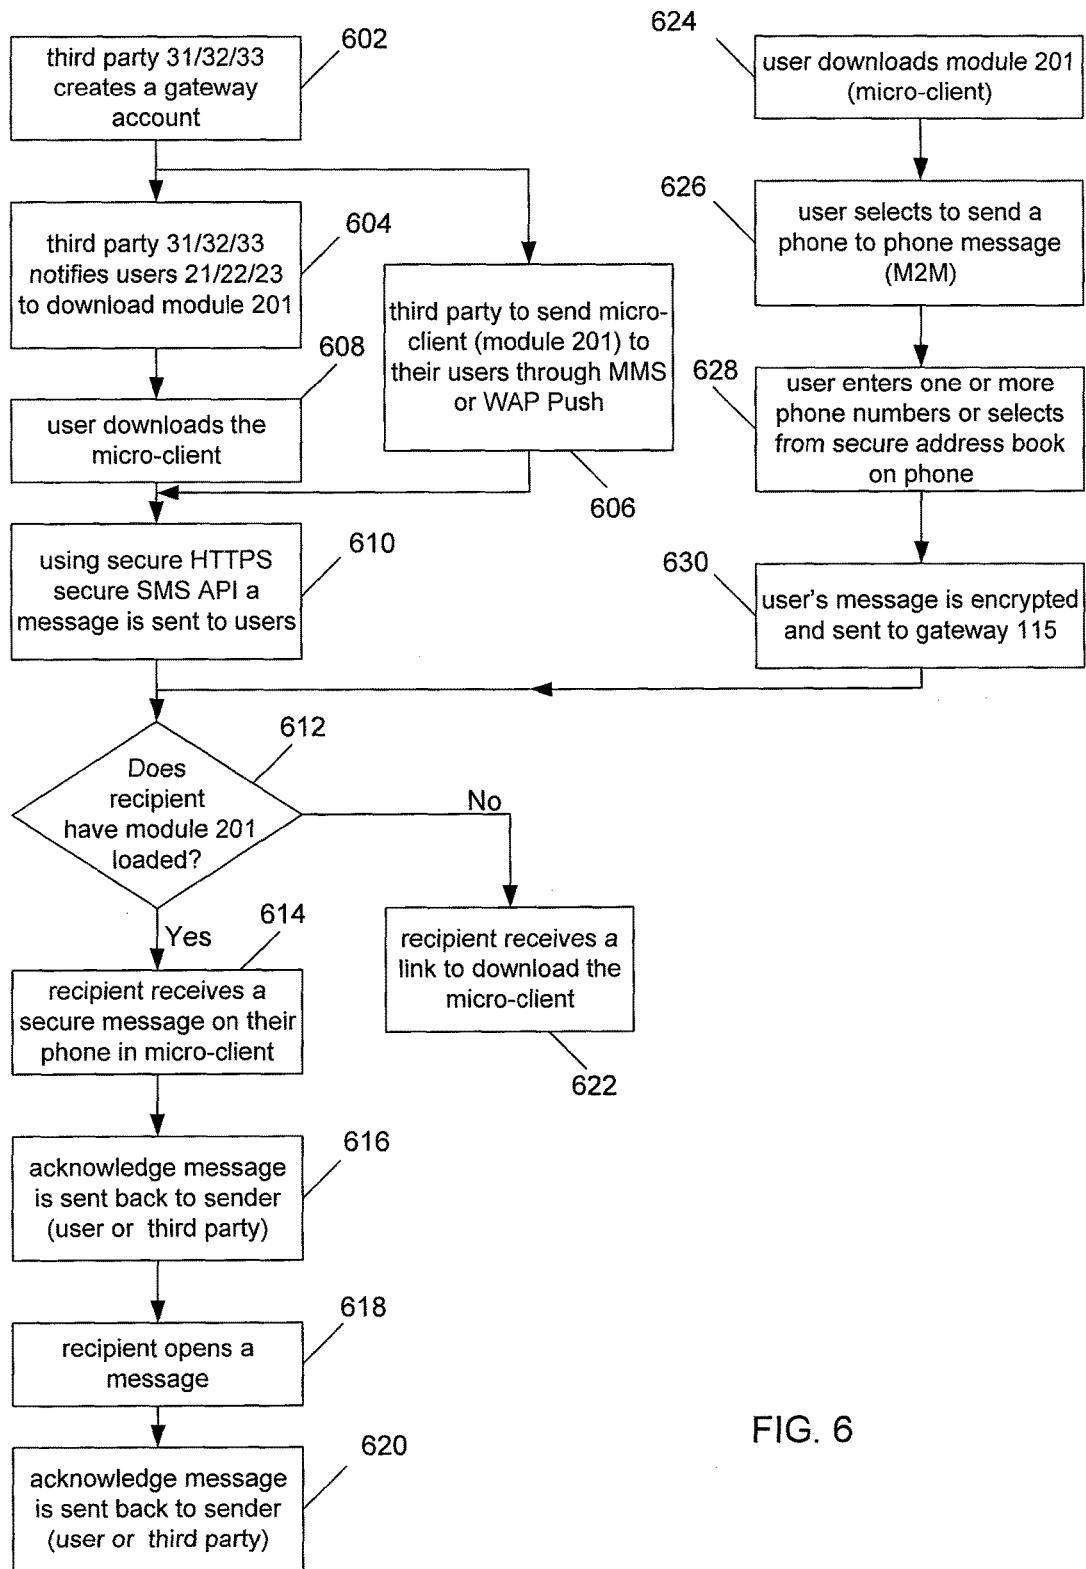 602
third party 31/32/33
creates a gateway
account
604
third party 31/32/33
notifies users 21/22/23
to download module 201
608
user downloads the
micro-client
third party to send micro-
client (module 201) to
their users through MMS
or WAP Push
606
610
using secure HTTPS
secure SMS API a
message is sent to users
624
user downloads module 201
(micro-client)
626
user selects to send a
phone to phone message
(M2M)
628
user enters one or more
phone numbers or selects
from secure address book
on phone
630
user's message is encrypted
and sent to gateway 115
612
Does
recipient
have module 201
loaded?
No
Yes
614
recipient receives a
secure message on their
phone in micro-client
recipient receives a
link to download the
micro-client
622
616
acknowledge message
is sent back to sender
(user or third party)
618
recipient opens a
message
620
acknowledge message
is sent back to sender
(user or third party)
FIG. 6